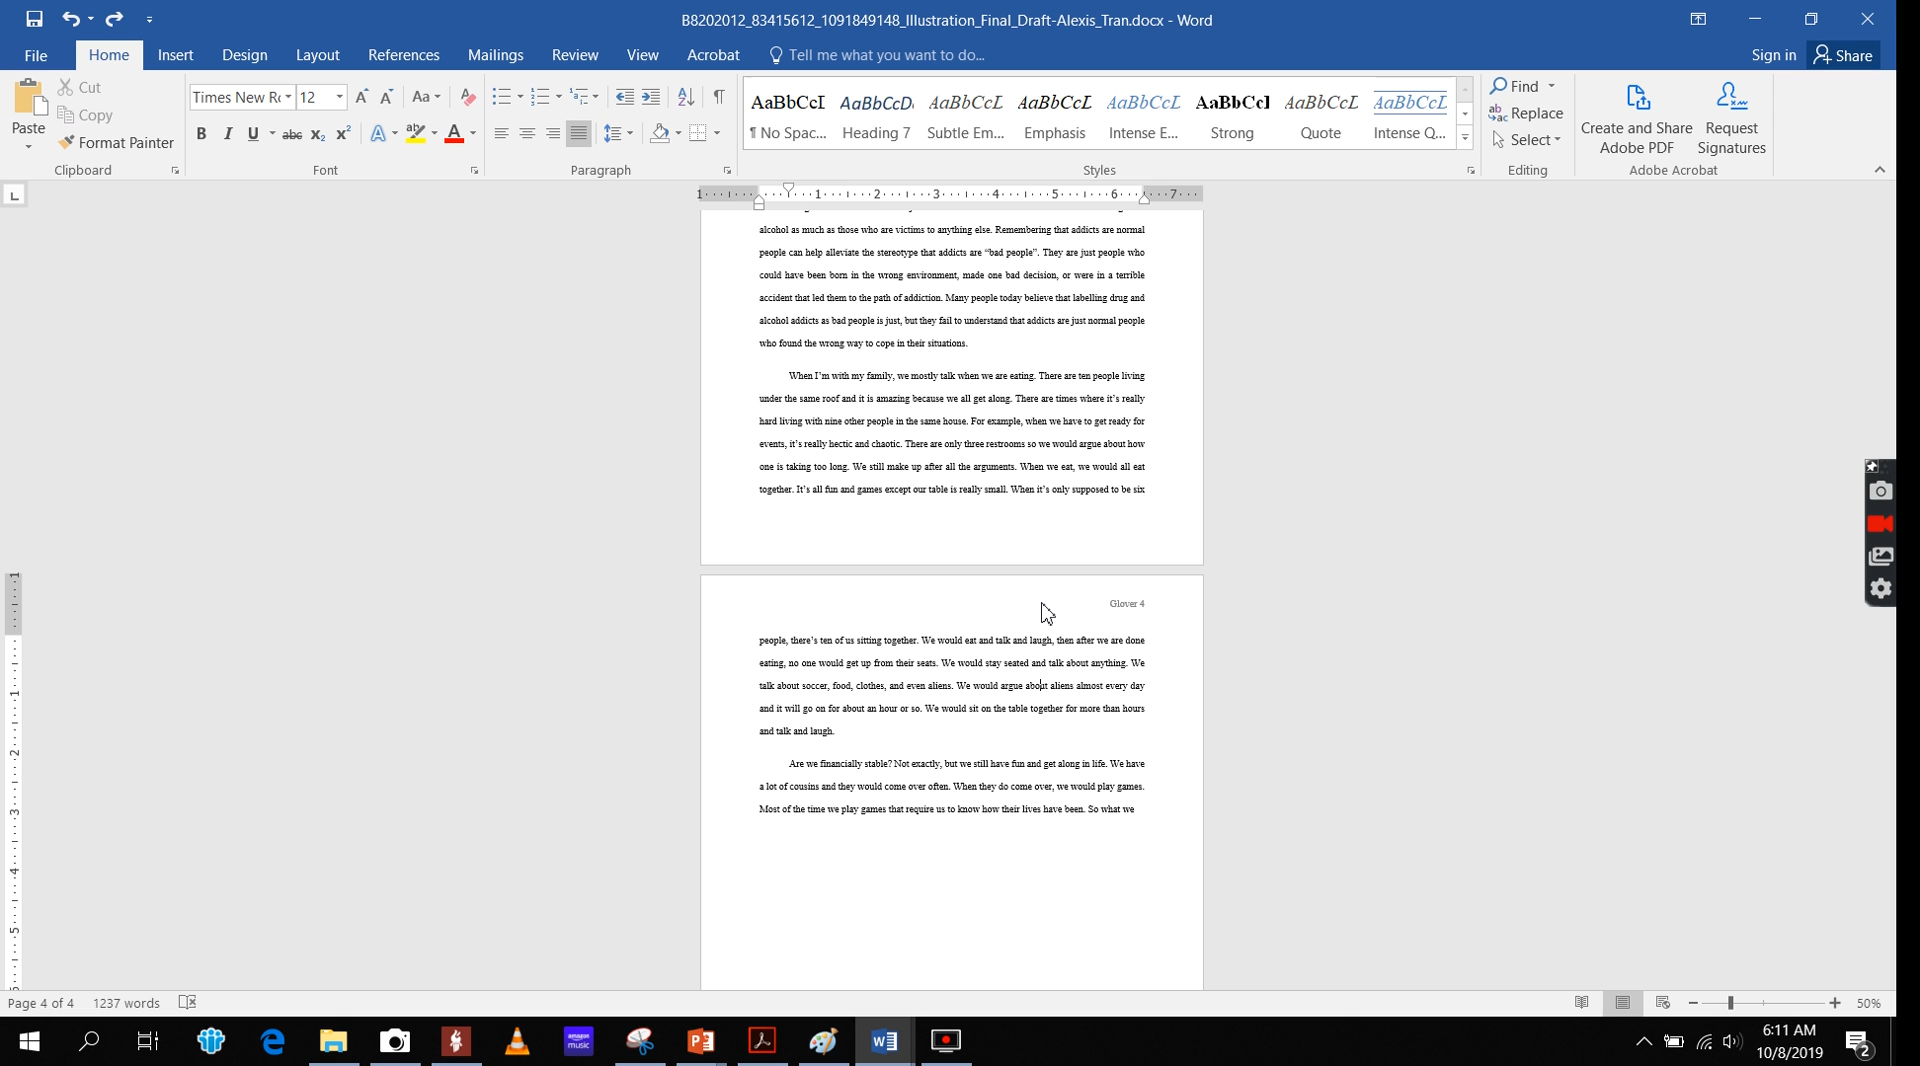 B8202012_83415612_1091849148_Illustration_Final_Draft-Alexis_Tran.docx - Word
File Home Insert Design Layout References Mailings Review View Acrobat Tell me what you want to do... Sign in Share
Paste
Cut
Copy
Format Painter
Clipboard
Times New Ro 12 Aa
B I U abc X₂ X² A A
Font
Paragraph
AaBbCcI AaBbCcD AaBbCcL AaBbCcL AaBbCcL AaBbCcI AaBbCcL AaBbCcL
¶ No Spac... Heading 7 Subtle Em... Emphasis Intense E... Strong Quote Intense Q...
Styles
Find
Replace
Select
Editing
Create and Share Adobe PDF
Request Signatures
Adobe Acrobat
L
1 1 2 3 4 5 6 7
alcohol as much as those who are victims to anything else. Remembering that addicts are normal
people can help alleviate the stereotype that addicts are “bad people”. They are just people who
could have been born in the wrong environment, made one bad decision, or were in a terrible
accident that led them to the path of addiction. Many people today believe that labelling drug and
alcohol addicts as bad people is just, but they fail to understand that addicts are just normal people
who found the wrong way to cope in their situations.
When I’m with my family, we mostly talk when we are eating. There are ten people living
under the same roof and it is amazing because we all get along. There are times where it’s really
hard living with nine other people in the same house. For example, when we have to get ready for
events, it’s really hectic and chaotic. There are only three restrooms so we would argue about how
one is taking too long. We still make up after all the arguments. When we eat, we would all eat
together. It’s all fun and games except our table is really small. When it’s only supposed to be six
Glover 4
people, there’s ten of us sitting together. We would eat and talk and laugh, then after we are done
eating, no one would get up from their seats. We would stay seated and talk about anything. We
talk about soccer, food, clothes, and even aliens. We would argue about aliens almost every day
and it will go on for about an hour or so. We would sit on the table together for more than hours
and talk and laugh.
Are we financially stable? Not exactly, but we still have fun and get along in life. We have
a lot of cousins and they would come over often. When they do come over, we would play games.
Most of the time we play games that require us to know how their lives have been. So what we
1 1 2 3 4 5
Page 4 of 4 1237 words 50%
amazon music
6:11 AM
10/8/2019
2